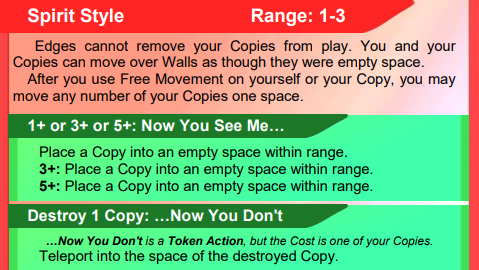 Spirit Style Range: 1-3
Edges cannot remove your Copies from play. You and your
Copies can move over Walls as though they were empty space.
After you use Free Movement on yourself or your Copy, you may
move any number of your Copies one space.
1+ or 3+ or 5+: Now You See Me…
Place a Copy into an empty space within range.
3+: Place a Copy into an empty space within range.
5+: Place a Copy into an empty space within range.
Destroy 1 Copy: …Now You Don't
…Now You Don't is a Token Action, but the Cost is one of your Copies.
Teleport into the space of the destroyed Copy.